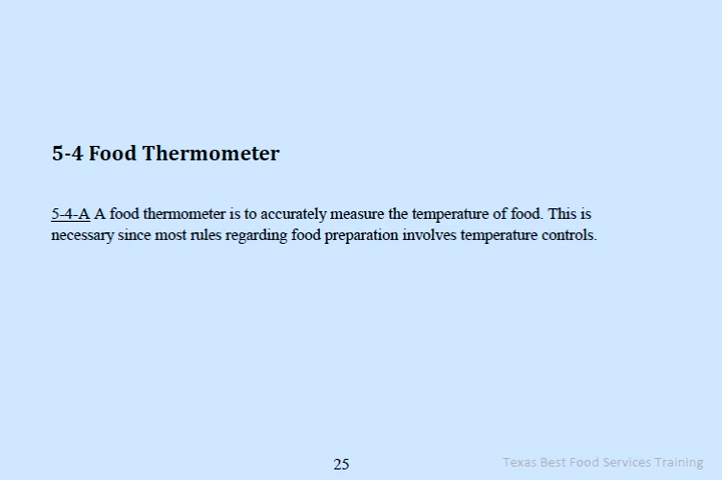 5-4 Food Thermometer
5-4-A A food thermometer is to accurately measure the temperature of food. This is
necessary since most rules regarding food preparation involves temperature controls.
25
Texas Best Food Services Training